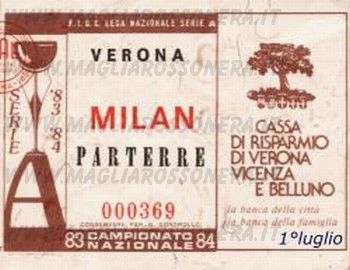 WWW.MAGLIAROSSONERA.IT
F.I.G.C. LEGA NAZIONALE SERIE A
VERONA
SERIE
83 84
A
MILAN
PARTERRE
000369
CONSERVARE PER IL CONTROLLO
83 CAMPIONATO 84
NAZIONALE
CASSA
DI RISPARMIO
DI VERONA
VICENZA
E BELLUNO
la banca della città
la banca della famiglia
1°luglio